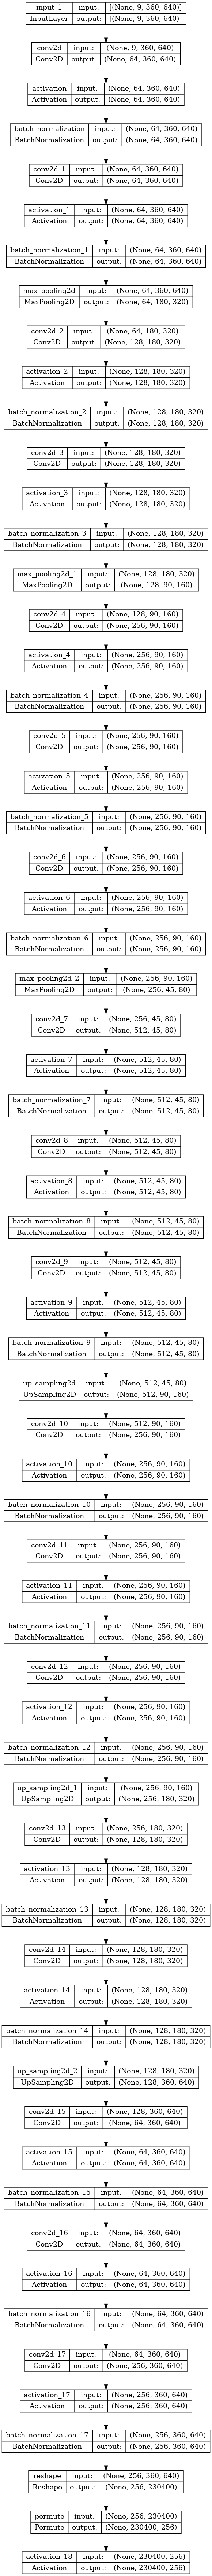 input_1 input: [(None, 9, 360, 640)]
InputLayer output: [(None, 9, 360, 640)]
conv2d input: (None, 9, 360, 640)
Conv2D output: (None, 64, 360, 640)
activation input: (None, 64, 360, 640)
Activation output: (None, 64, 360, 640)
batch_normalization input: (None, 64, 360, 640)
BatchNormalization output: (None, 64, 360, 640)
conv2d_1 input: (None, 64, 360, 640)
Conv2D output: (None, 64, 360, 640)
activation_1 input: (None, 64, 360, 640)
Activation output: (None, 64, 360, 640)
batch_normalization_1 input: (None, 64, 360, 640)
BatchNormalization output: (None, 64, 360, 640)
max_pooling2d input: (None, 64, 360, 640)
MaxPooling2D output: (None, 64, 180, 320)
conv2d_2 input: (None, 64, 180, 320)
Conv2D output: (None, 128, 180, 320)
activation_2 input: (None, 128, 180, 320)
Activation output: (None, 128, 180, 320)
batch_normalization_2 input: (None, 128, 180, 320)
BatchNormalization output: (None, 128, 180, 320)
conv2d_3 input: (None, 128, 180, 320)
Conv2D output: (None, 128, 180, 320)
activation_3 input: (None, 128, 180, 320)
Activation output: (None, 128, 180, 320)
batch_normalization_3 input: (None, 128, 180, 320)
BatchNormalization output: (None, 128, 180, 320)
max_pooling2d_1 input: (None, 128, 180, 320)
MaxPooling2D output: (None, 128, 90, 160)
conv2d_4 input: (None, 128, 90, 160)
Conv2D output: (None, 256, 90, 160)
activation_4 input: (None, 256, 90, 160)
Activation output: (None, 256, 90, 160)
batch_normalization_4 input: (None, 256, 90, 160)
BatchNormalization output: (None, 256, 90, 160)
conv2d_5 input: (None, 256, 90, 160)
Conv2D output: (None, 256, 90, 160)
activation_5 input: (None, 256, 90, 160)
Activation output: (None, 256, 90, 160)
batch_normalization_5 input: (None, 256, 90, 160)
BatchNormalization output: (None, 256, 90, 160)
conv2d_6 input: (None, 256, 90, 160)
Conv2D output: (None, 256, 90, 160)
activation_6 input: (None, 256, 90, 160)
Activation output: (None, 256, 90, 160)
batch_normalization_6 input: (None, 256, 90, 160)
BatchNormalization output: (None, 256, 90, 160)
max_pooling2d_2 input: (None, 256, 90, 160)
MaxPooling2D output: (None, 256, 45, 80)
conv2d_7 input: (None, 256, 45, 80)
Conv2D output: (None, 512, 45, 80)
activation_7 input: (None, 512, 45, 80)
Activation output: (None, 512, 45, 80)
batch_normalization_7 input: (None, 512, 45, 80)
BatchNormalization output: (None, 512, 45, 80)
conv2d_8 input: (None, 512, 45, 80)
Conv2D output: (None, 512, 45, 80)
activation_8 input: (None, 512, 45, 80)
Activation output: (None, 512, 45, 80)
batch_normalization_8 input: (None, 512, 45, 80)
BatchNormalization output: (None, 512, 45, 80)
conv2d_9 input: (None, 512, 45, 80)
Conv2D output: (None, 512, 45, 80)
activation_9 input: (None, 512, 45, 80)
Activation output: (None, 512, 45, 80)
batch_normalization_9 input: (None, 512, 45, 80)
BatchNormalization output: (None, 512, 45, 80)
up_sampling2d input: (None, 512, 45, 80)
UpSampling2D output: (None, 512, 90, 160)
conv2d_10 input: (None, 512, 90, 160)
Conv2D output: (None, 256, 90, 160)
activation_10 input: (None, 256, 90, 160)
Activation output: (None, 256, 90, 160)
batch_normalization_10 input: (None, 256, 90, 160)
BatchNormalization output: (None, 256, 90, 160)
conv2d_11 input: (None, 256, 90, 160)
Conv2D output: (None, 256, 90, 160)
activation_11 input: (None, 256, 90, 160)
Activation output: (None, 256, 90, 160)
batch_normalization_11 input: (None, 256, 90, 160)
BatchNormalization output: (None, 256, 90, 160)
conv2d_12 input: (None, 256, 90, 160)
Conv2D output: (None, 256, 90, 160)
activation_12 input: (None, 256, 90, 160)
Activation output: (None, 256, 90, 160)
batch_normalization_12 input: (None, 256, 90, 160)
BatchNormalization output: (None, 256, 90, 160)
up_sampling2d_1 input: (None, 256, 90, 160)
UpSampling2D output: (None, 256, 180, 320)
conv2d_13 input: (None, 256, 180, 320)
Conv2D output: (None, 128, 180, 320)
activation_13 input: (None, 128, 180, 320)
Activation output: (None, 128, 180, 320)
batch_normalization_13 input: (None, 128, 180, 320)
BatchNormalization output: (None, 128, 180, 320)
conv2d_14 input: (None, 128, 180, 320)
Conv2D output: (None, 128, 180, 320)
activation_14 input: (None, 128, 180, 320)
Activation output: (None, 128, 180, 320)
batch_normalization_14 input: (None, 128, 180, 320)
BatchNormalization output: (None, 128, 180, 320)
up_sampling2d_2 input: (None, 128, 180, 320)
UpSampling2D output: (None, 128, 360, 640)
conv2d_15 input: (None, 128, 360, 640)
Conv2D output: (None, 64, 360, 640)
activation_15 input: (None, 64, 360, 640)
Activation output: (None, 64, 360, 640)
batch_normalization_15 input: (None, 64, 360, 640)
BatchNormalization output: (None, 64, 360, 640)
conv2d_16 input: (None, 64, 360, 640)
Conv2D output: (None, 64, 360, 640)
activation_16 input: (None, 64, 360, 640)
Activation output: (None, 64, 360, 640)
batch_normalization_16 input: (None, 64, 360, 640)
BatchNormalization output: (None, 64, 360, 640)
conv2d_17 input: (None, 64, 360, 640)
Conv2D output: (None, 256, 360, 640)
activation_17 input: (None, 256, 360, 640)
Activation output: (None, 256, 360, 640)
batch_normalization_17 input: (None, 256, 360, 640)
BatchNormalization output: (None, 256, 360, 640)
reshape input: (None, 256, 360, 640)
Reshape output: (None, 256, 230400)
permute input: (None, 256, 230400)
Permute output: (None, 230400, 256)
activation_18 input: (None, 230400, 256)
Activation output: (None, 230400, 256)